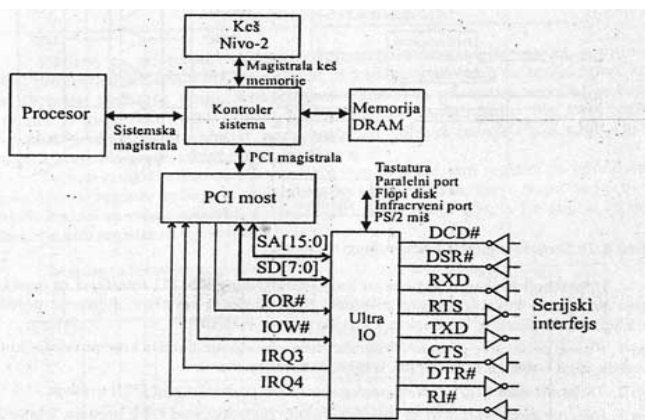 Keš
Nivo-2
Magistrala keš
memorije
Procesor
Kontroler
sistema
Memorija
DRAM
Sistemska
magistrala
PCI magistrala
PCI most
Tastatura
Paralelni port
Flopi disk
Infracrveni port
PS/2 miš
SA[15:0]
SD[7:0]
IOR#
IOW#
IRQ3
IRQ4
Ultra
IO
DCD#
DSR#
RXD
RTS
TXD
CTS
DTR#
RI#
Serijski
interfejs